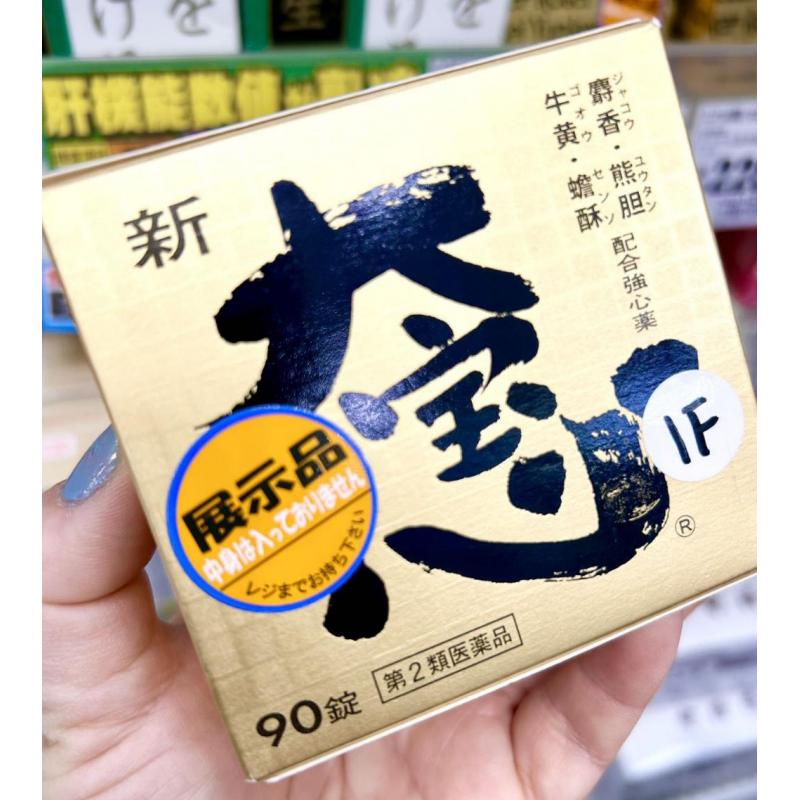 肝機能数値が
ジャコウ ユウタン
麝香・熊胆
ゴオウ センソ
牛黄・蟾酥
配合強心薬
新
大宝心
®
1F
展示品
中身は入っておりません
レジまでお持ち下さい
第2類医薬品
90錠